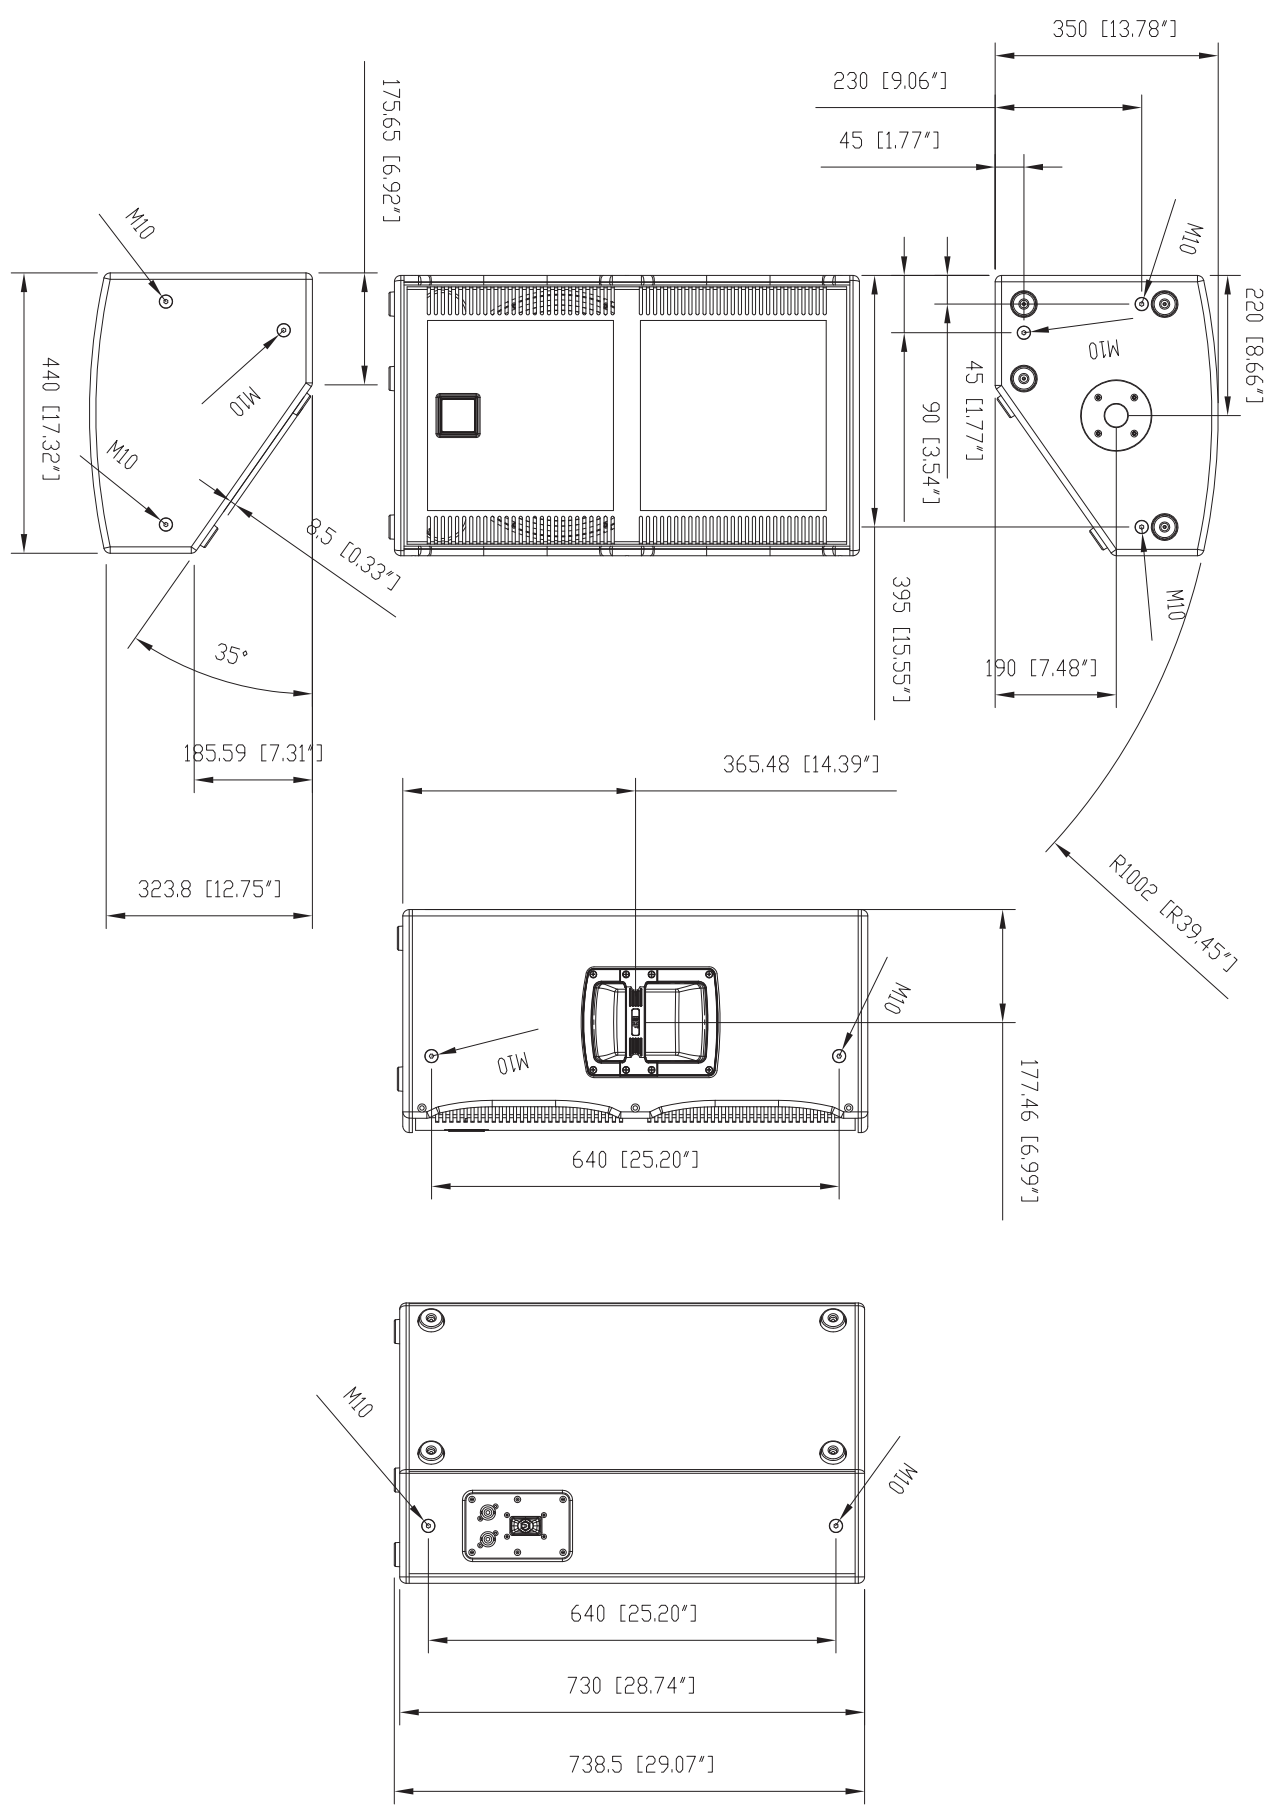 350 [13.78"]
230 [9.06"]
45 [1.77"]
175.65 [6.92"]
M10
M10
220 [8.66"]
M10
45 [1.77"]
90 [3.54"]
440 [17.32"]
M10
M10
8.5 [0.33"]
395 [15.55"]
M10
35°
190 [7.48"]
185.59 [7.31"]
365.48 [14.39"]
323.8 [12.75"]
R1002 [R39.45"]
M10
M10
177.46 [6.99"]
640 [25.20"]
M10
M10
640 [25.20"]
730 [28.74"]
738.5 [29.07"]